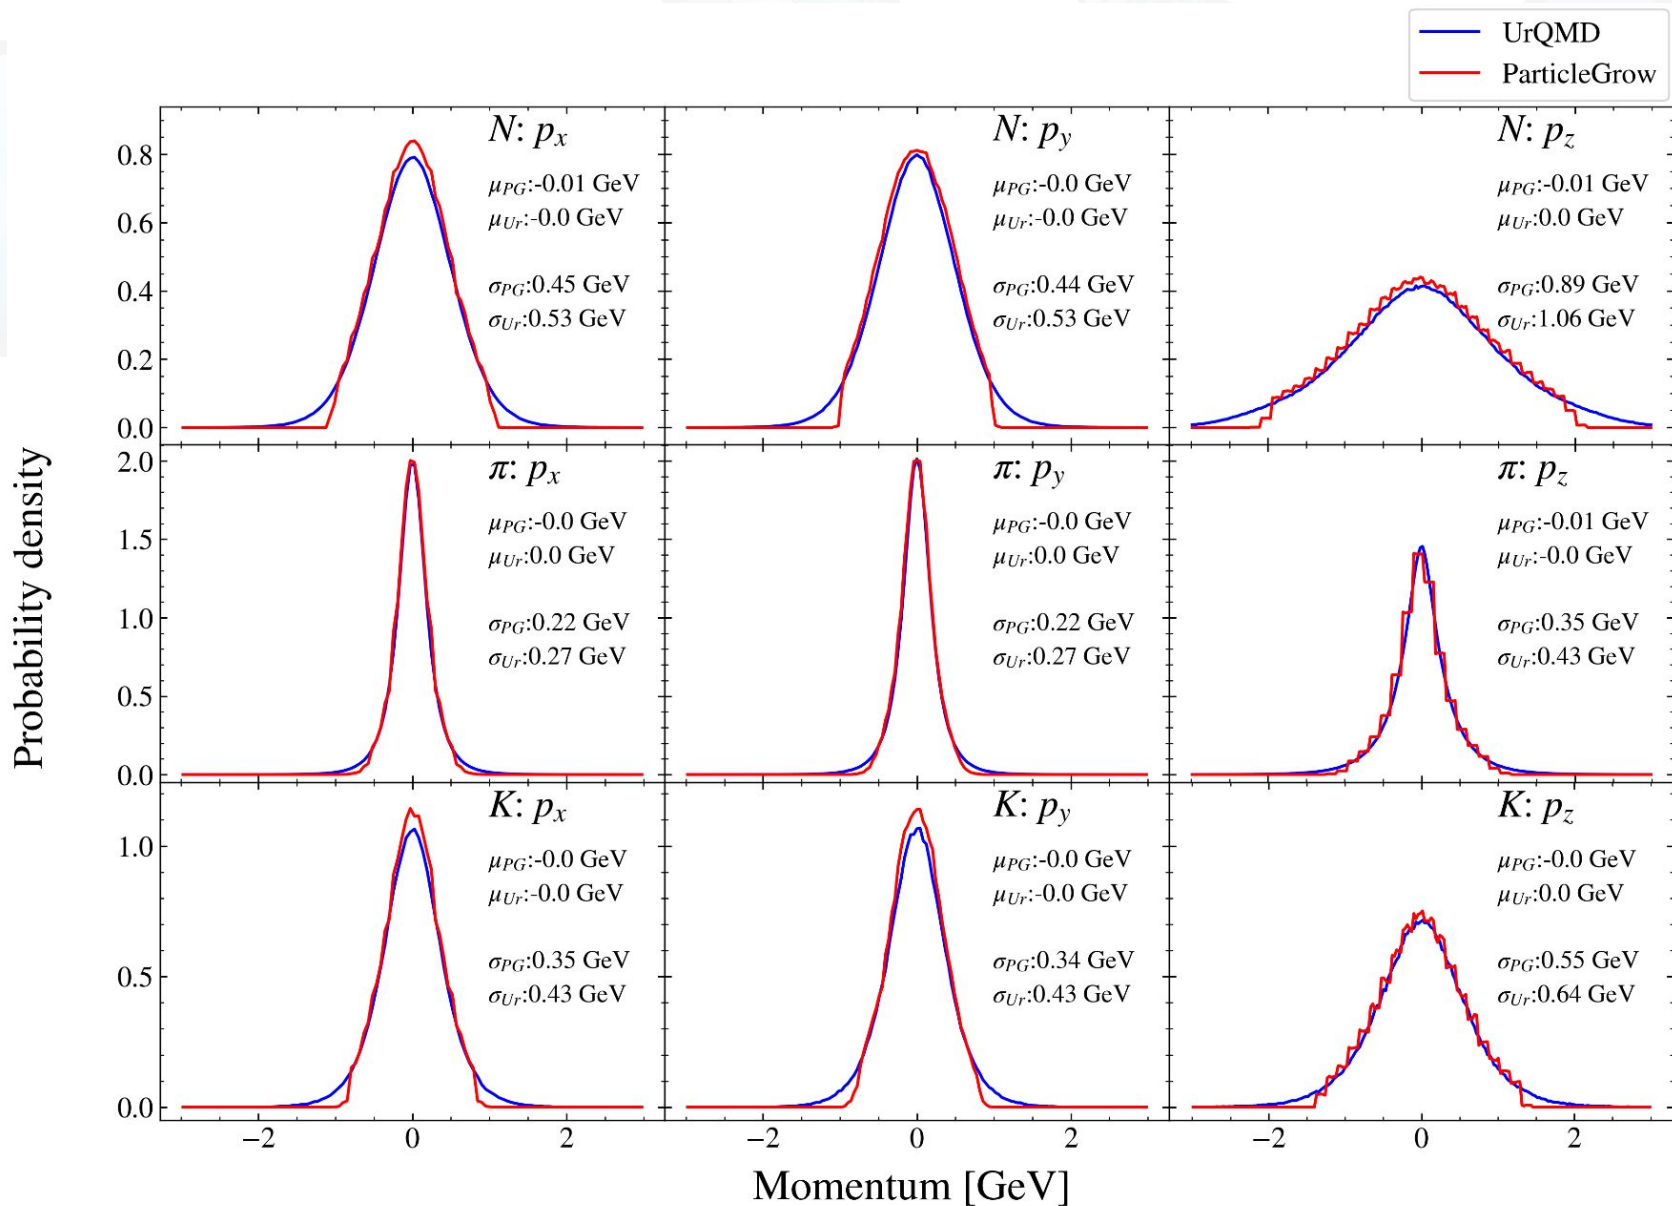 UrQMD
ParticleGrow
N: pₓ
μPG:-0.01 GeV
μUr:-0.0 GeV
σPG:0.45 GeV
σUr:0.53 GeV
N: py
μPG:-0.0 GeV
μUr:-0.0 GeV
σPG:0.44 GeV
σUr:0.53 GeV
N: pz
μPG:-0.01 GeV
μUr:0.0 GeV
σPG:0.89 GeV
σUr:1.06 GeV
0.8
0.6
0.4
0.2
0.0
π: pₓ
μPG:-0.0 GeV
μUr:0.0 GeV
σPG:0.22 GeV
σUr:0.27 GeV
π: py
μPG:-0.0 GeV
μUr:0.0 GeV
σPG:0.22 GeV
σUr:0.27 GeV
π: pz
μPG:-0.01 GeV
μUr:-0.0 GeV
σPG:0.35 GeV
σUr:0.43 GeV
2.0
1.5
1.0
0.5
0.0
K: pₓ
μPG:-0.0 GeV
μUr:-0.0 GeV
σPG:0.35 GeV
σUr:0.43 GeV
K: py
μPG:-0.0 GeV
μUr:-0.0 GeV
σPG:0.34 GeV
σUr:0.43 GeV
K: pz
μPG:-0.0 GeV
μUr:0.0 GeV
σPG:0.55 GeV
σUr:0.64 GeV
1.0
0.5
0.0
−2 0 2
−2 0 2
−2 0 2
Probability density
Momentum [GeV]